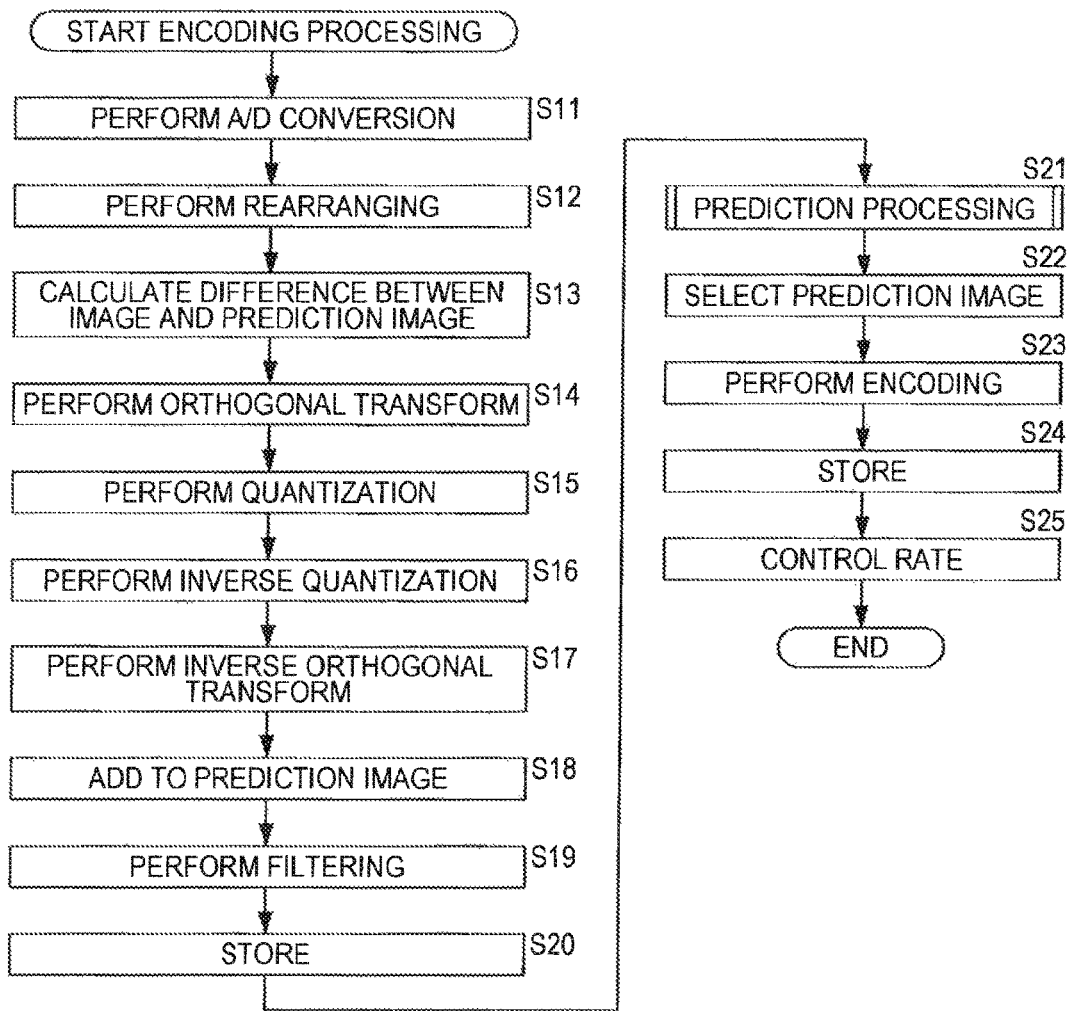 START ENCODING PROCESSING
PERFORM A/D CONVERSION
S11
PERFORM REARRANGING
S12
CALCULATE DIFFERENCE BETWEEN
IMAGE AND PREDICTION IMAGE
S13
PERFORM ORTHOGONAL TRANSFORM
S14
PERFORM QUANTIZATION
S15
PERFORM INVERSE QUANTIZATION
S16
PERFORM INVERSE ORTHOGONAL
TRANSFORM
S17
ADD TO PREDICTION IMAGE
S18
PERFORM FILTERING
S19
STORE
S20
S21
PREDICTION PROCESSING
S22
SELECT PREDICTION IMAGE
S23
PERFORM ENCODING
S24
STORE
S25
CONTROL RATE
END